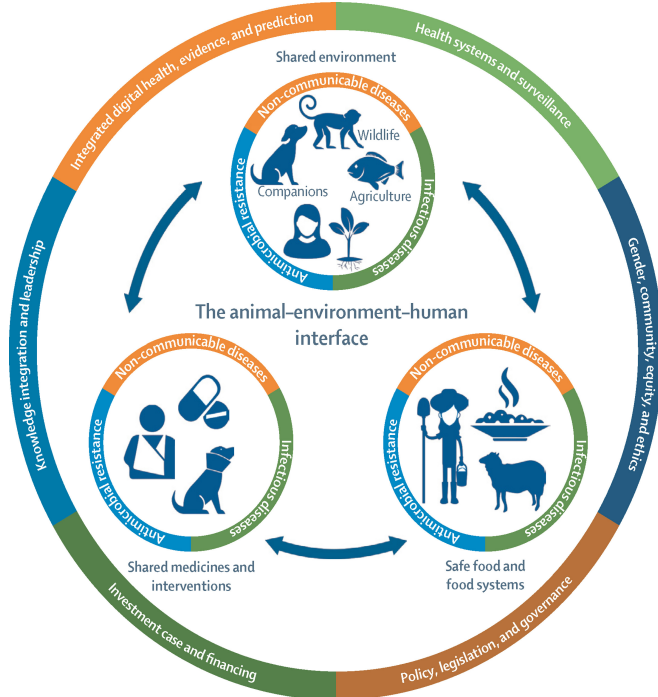 Integrated digital health, evidence, and prediction
Health systems and surveillance
Shared environment
Non-communicable diseases
Wildlife
Companions
Agriculture
Antimicrobial resistance
Infectious diseases
Knowledge integration and leadership
Gender, community, equity, and ethics
The animal–environment–human
interface
Non-communicable diseases
Antimicrobial resistance
Infectious diseases
Shared medicines and
interventions
Non-communicable diseases
Antimicrobial resistance
Infectious diseases
Safe food and
food systems
Investment case and financing
Policy, legislation, and governance